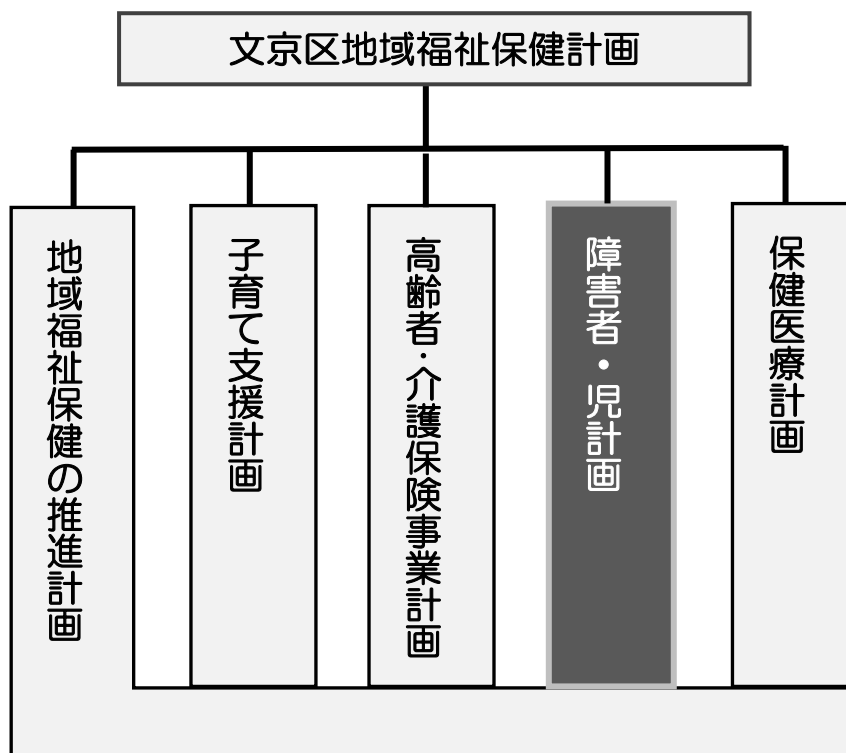 文京区地域福祉保健計画
地域福祉保健の推進計画
子育て支援計画
高齢者・介護保険事業計画
障害者・児計画
保健医療計画